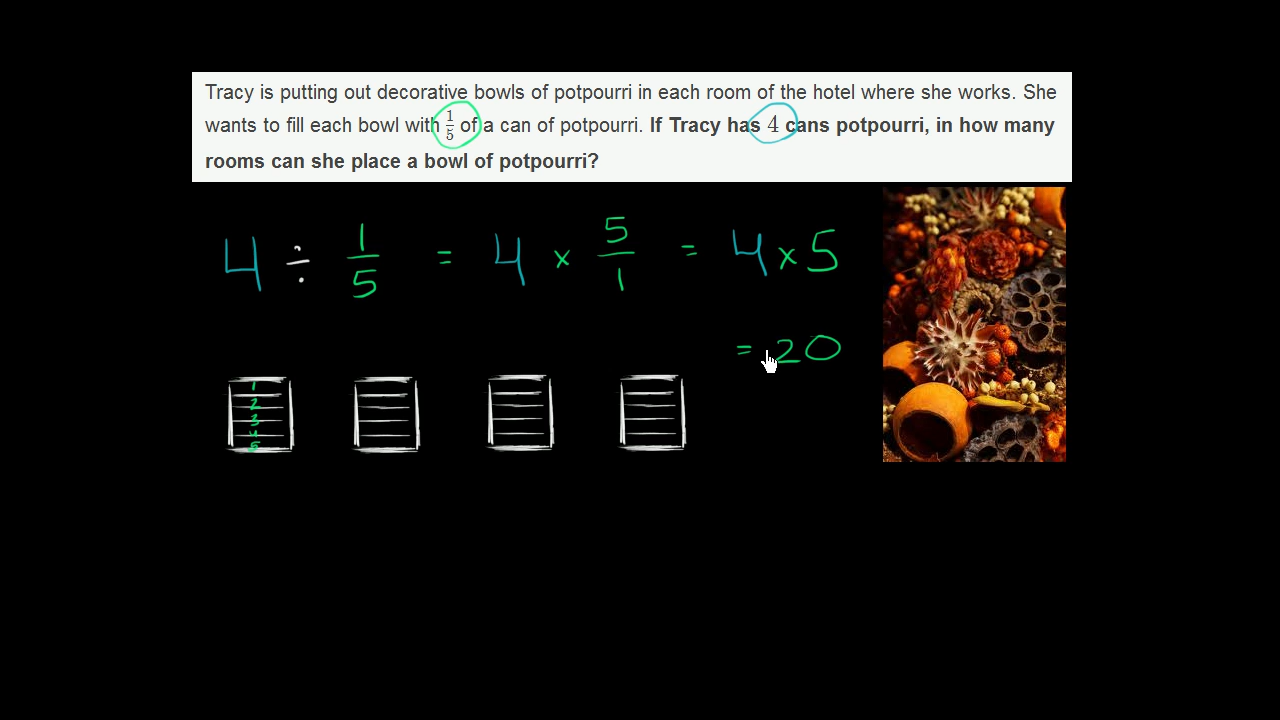 Tracy is putting out decorative bowls of potpourri in each room of the hotel where she works. She
wants to fill each bowl with 1/5 of a can of potpourri. If Tracy has 4 cans potpourri, in how many
rooms can she place a bowl of potpourri?
4 ÷ 1/5 = 4 x 5/1 = 4 x 5
= 20
1
2
3
4
5